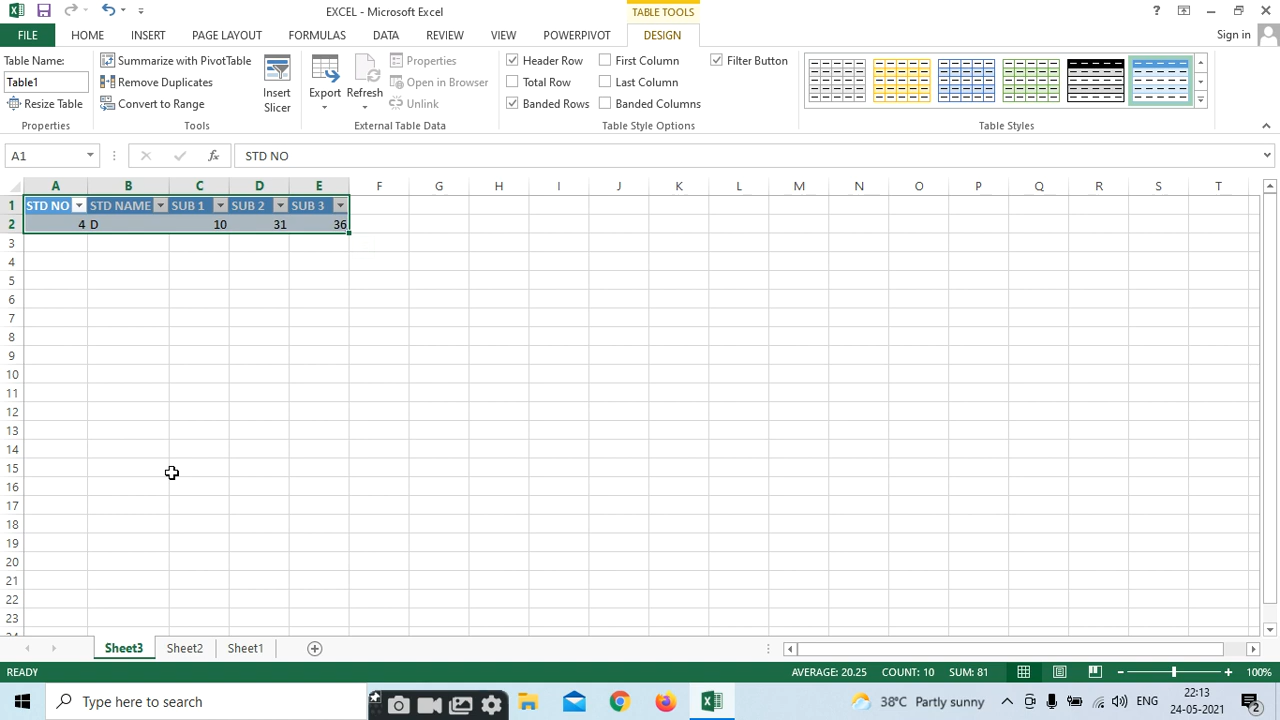 EXCEL - Microsoft Excel
TABLE TOOLS
?
FILE HOME INSERT PAGE LAYOUT FORMULAS DATA REVIEW VIEW POWERPIVOT DESIGN Sign in
Table Name:
Table1
Resize Table
Properties
Summarize with PivotTable
Remove Duplicates
Convert to Range
Tools
Insert
Slicer
Export
Refresh
Properties
Open in Browser
Unlink
External Table Data
Header Row
Total Row
Banded Rows
First Column
Last Column
Banded Columns
Filter Button
Table Style Options
Table Styles
A1
fx
STD NO
A B C D E F G H I J K L M N O P Q R S T
1 STD NO STD NAME SUB 1 SUB 2 SUB 3
2 4 D 10 31 36
3
4
5
6
7
8
9
10
11
12
13
14
15
16
17
18
19
20
21
22
23
Sheet3 Sheet2 Sheet1
READY
AVERAGE: 20.25 COUNT: 10 SUM: 81
100%
Type here to search
38°C Partly sunny
ENG
22:13
24-05-2021
2